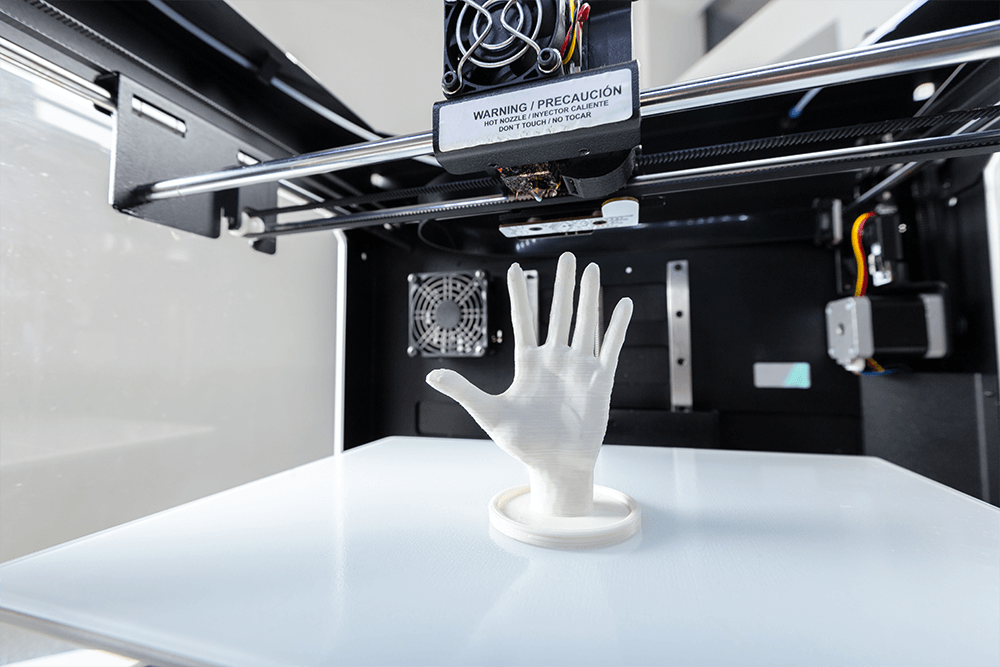 WARNING / PRECAUCIÓN
HOT NOZZLE / INYECTOR CALIENTE
DON´T TOUCH / NO TOCAR